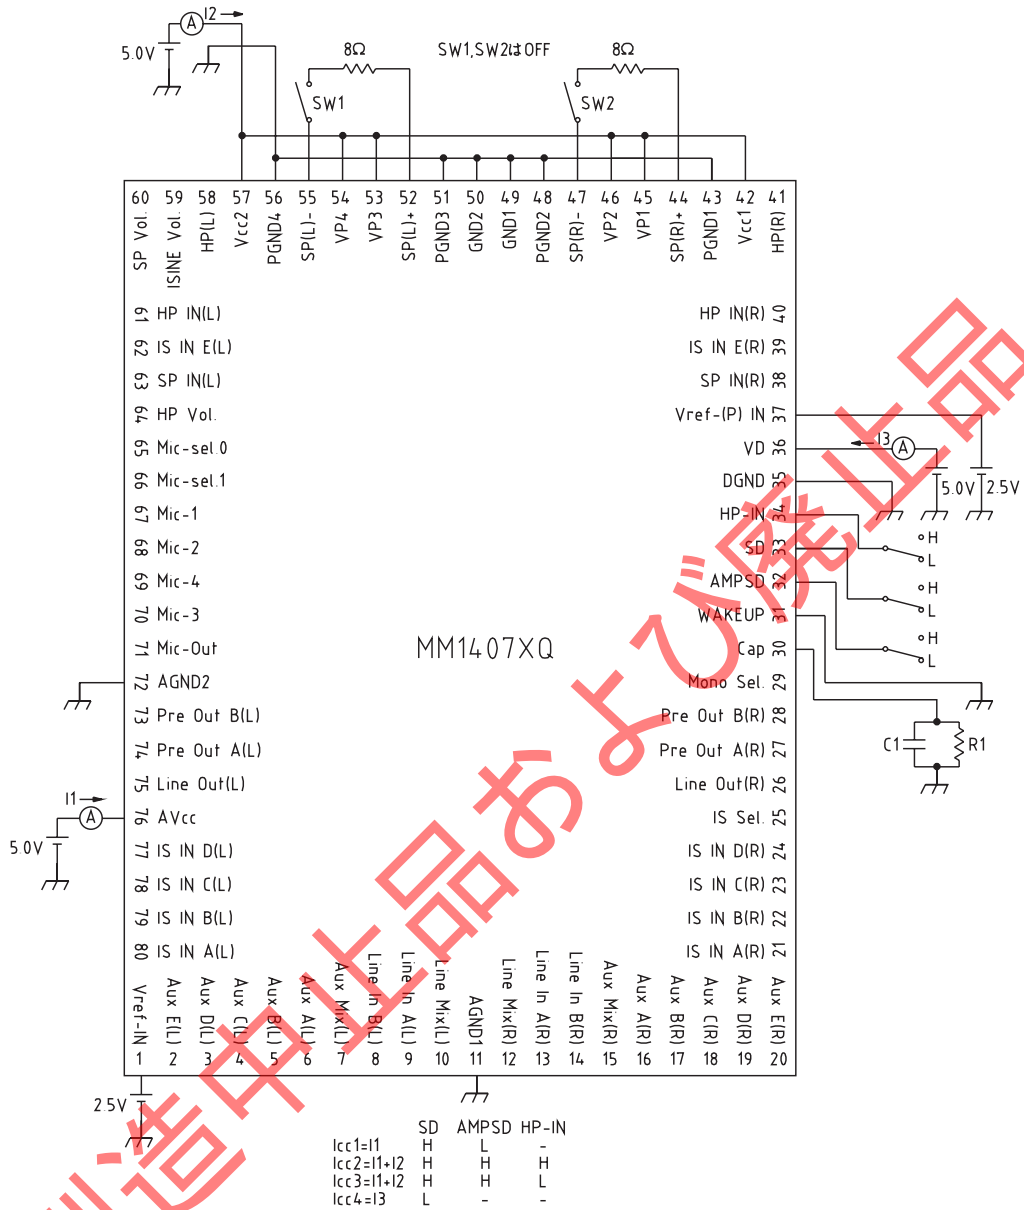 I2
A
5.0V
8Ω
SW1,SW2はOFF
8Ω
SW1
SW2
60 59 58 57 56 55 54 53 52 51 50 49 48 47 46 45 44 43 42 41
SP Vol.
ISINE Vol.
HP(L)
Vcc2
PGND4
SP(L)-
VP4
VP3
SP(L)+
PGND3
GND2
GND1
PGND2
SP(R)-
VP2
VP1
SP(R)+
PGND1
Vcc1
HP(R)
61 HP IN(L)
HP IN(R) 40
62 IS IN E(L)
IS IN E(R) 39
63 SP IN(L)
SP IN(R) 38
64 HP Vol.
Vref-(P) IN 37
65 Mic-sel.0
VD 36
I3
A
66 Mic-sel.1
DGND 35
5.0V
2.5V
67 Mic-1
HP-IN 34
H
L
68 Mic-2
SD 33
H
L
69 Mic-4
AMPSD 32
H
L
70 Mic-3
WAKEUP 31
71 Mic-Out
MM1407XQ
Cap 30
72 AGND2
Mono Sel. 29
73 Pre Out B(L)
Pre Out B(R) 28
C1
R1
74 Pre Out A(L)
Pre Out A(R) 27
75 Line Out(L)
Line Out(R) 26
I1
A
76 AVcc
IS Sel. 25
5.0V
77 IS IN D(L)
IS IN D(R) 24
78 IS IN C(L)
IS IN C(R) 23
79 IS IN B(L)
IS IN B(R) 22
80 IS IN A(L)
IS IN A(R) 21
Vref-IN
Aux E(L)
Aux D(L)
Aux C(L)
Aux B(L)
Aux A(L)
Aux Mix(L)
Line In B(L)
Line In A(L)
Line Mix(L)
AGND1
Line Mix(R)
Line In A(R)
Line In B(R)
Aux Mix(R)
Aux A(R)
Aux B(R)
Aux C(R)
Aux D(R)
Aux E(R)
1 2 3 4 5 6 7 8 9 10 11 12 13 14 15 16 17 18 19 20
2.5V
SD AMPSD HP-IN
Icc1=I1 H L -
Icc2=I1+I2 H H H
Icc3=I1+I2 H H L
Icc4=I3 L - -
造中止品および廃止品